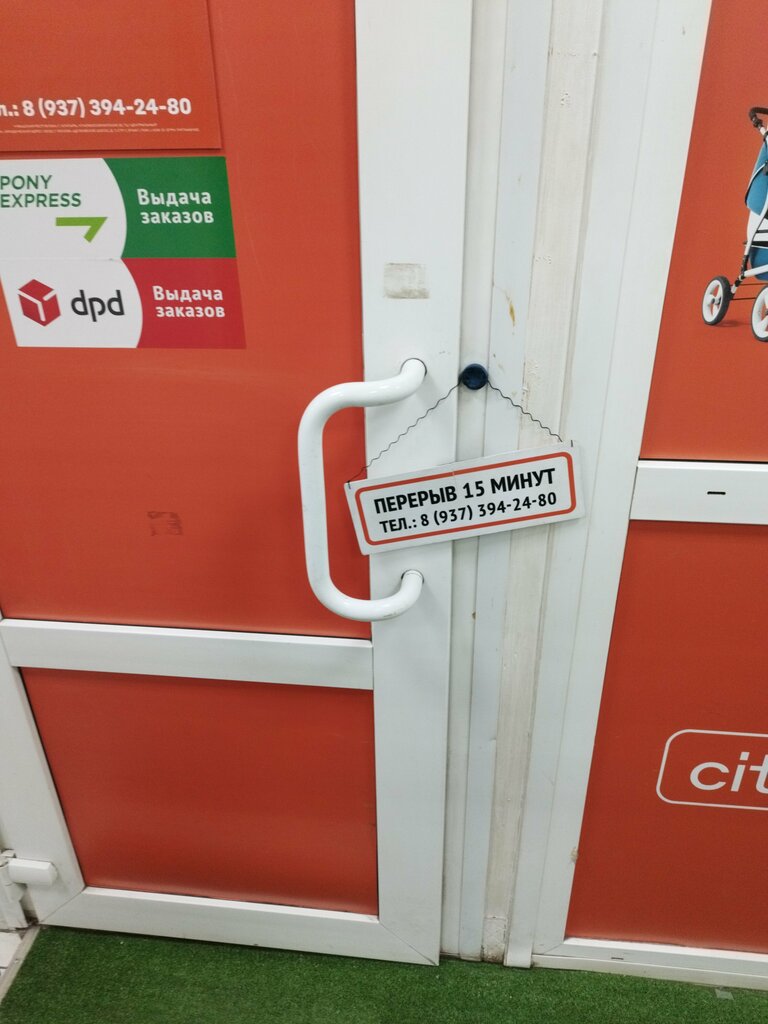 л.: 8 (937) 394-24-80
PONY
EXPRESS
Выдача
заказов
dpd
Выдача
заказов
ПЕРЕРЫВ 15 МИНУТ
ТЕЛ.: 8 (937) 394-24-80
cit